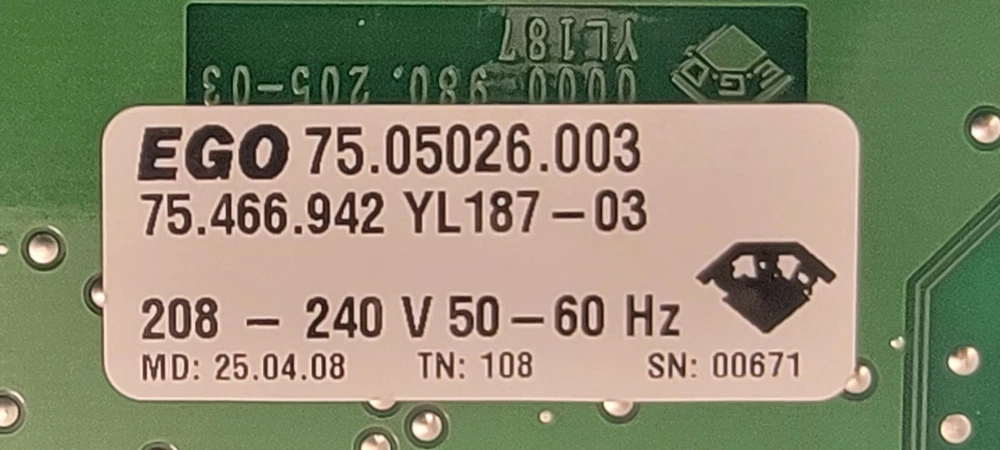 YL187
0000.980.205-03
E.G.O
EGO 75.05026.003
75.466.942 YL187-03
208 - 240 V 50-60 Hz
MD: 25.04.08 TN: 108 SN: 00671